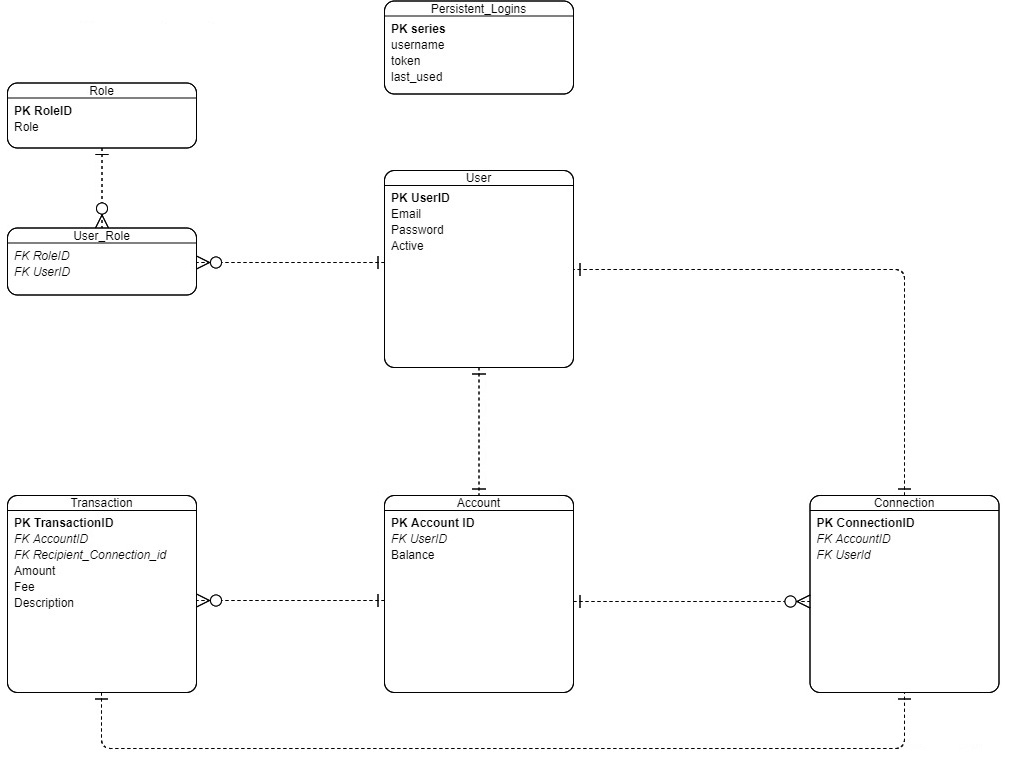 Persistent_Logins
PK series
username
token
last_used
Role
PK RoleID
Role
User
PK UserID
Email
Password
Active
User_Role
FK RoleID
FK UserID
Transaction
PK TransactionID
FK AccountID
FK Recipient_Connection_id
Amount
Fee
Description
Account
PK Account ID
FK UserID
Balance
Connection
PK ConnectionID
FK AccountID
FK UserId